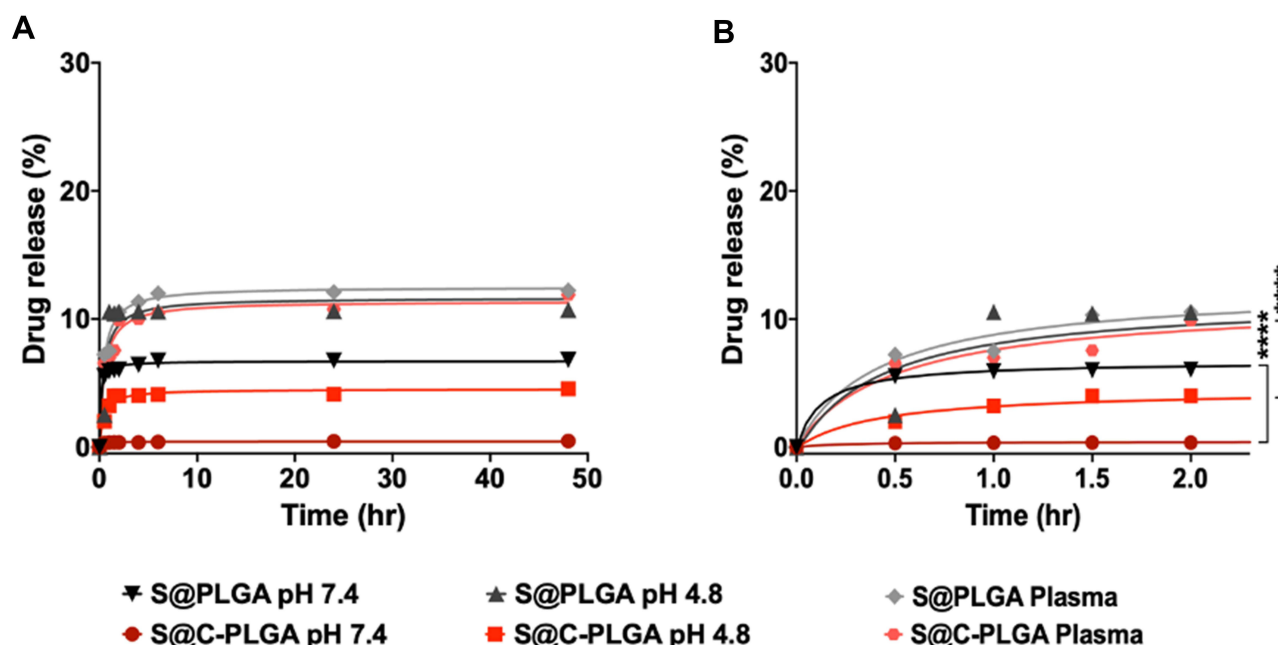 A
B
30
20
10
0
Drug release (%)
0 10 20 30 40 50
Time (hr)
30
20
10
0
Drug release (%)
0.0 0.5 1.0 1.5 2.0
Time (hr)
****
S@PLGA pH 7.4
S@PLGA pH 4.8
S@PLGA Plasma
S@C-PLGA pH 7.4
S@C-PLGA pH 4.8
S@C-PLGA Plasma